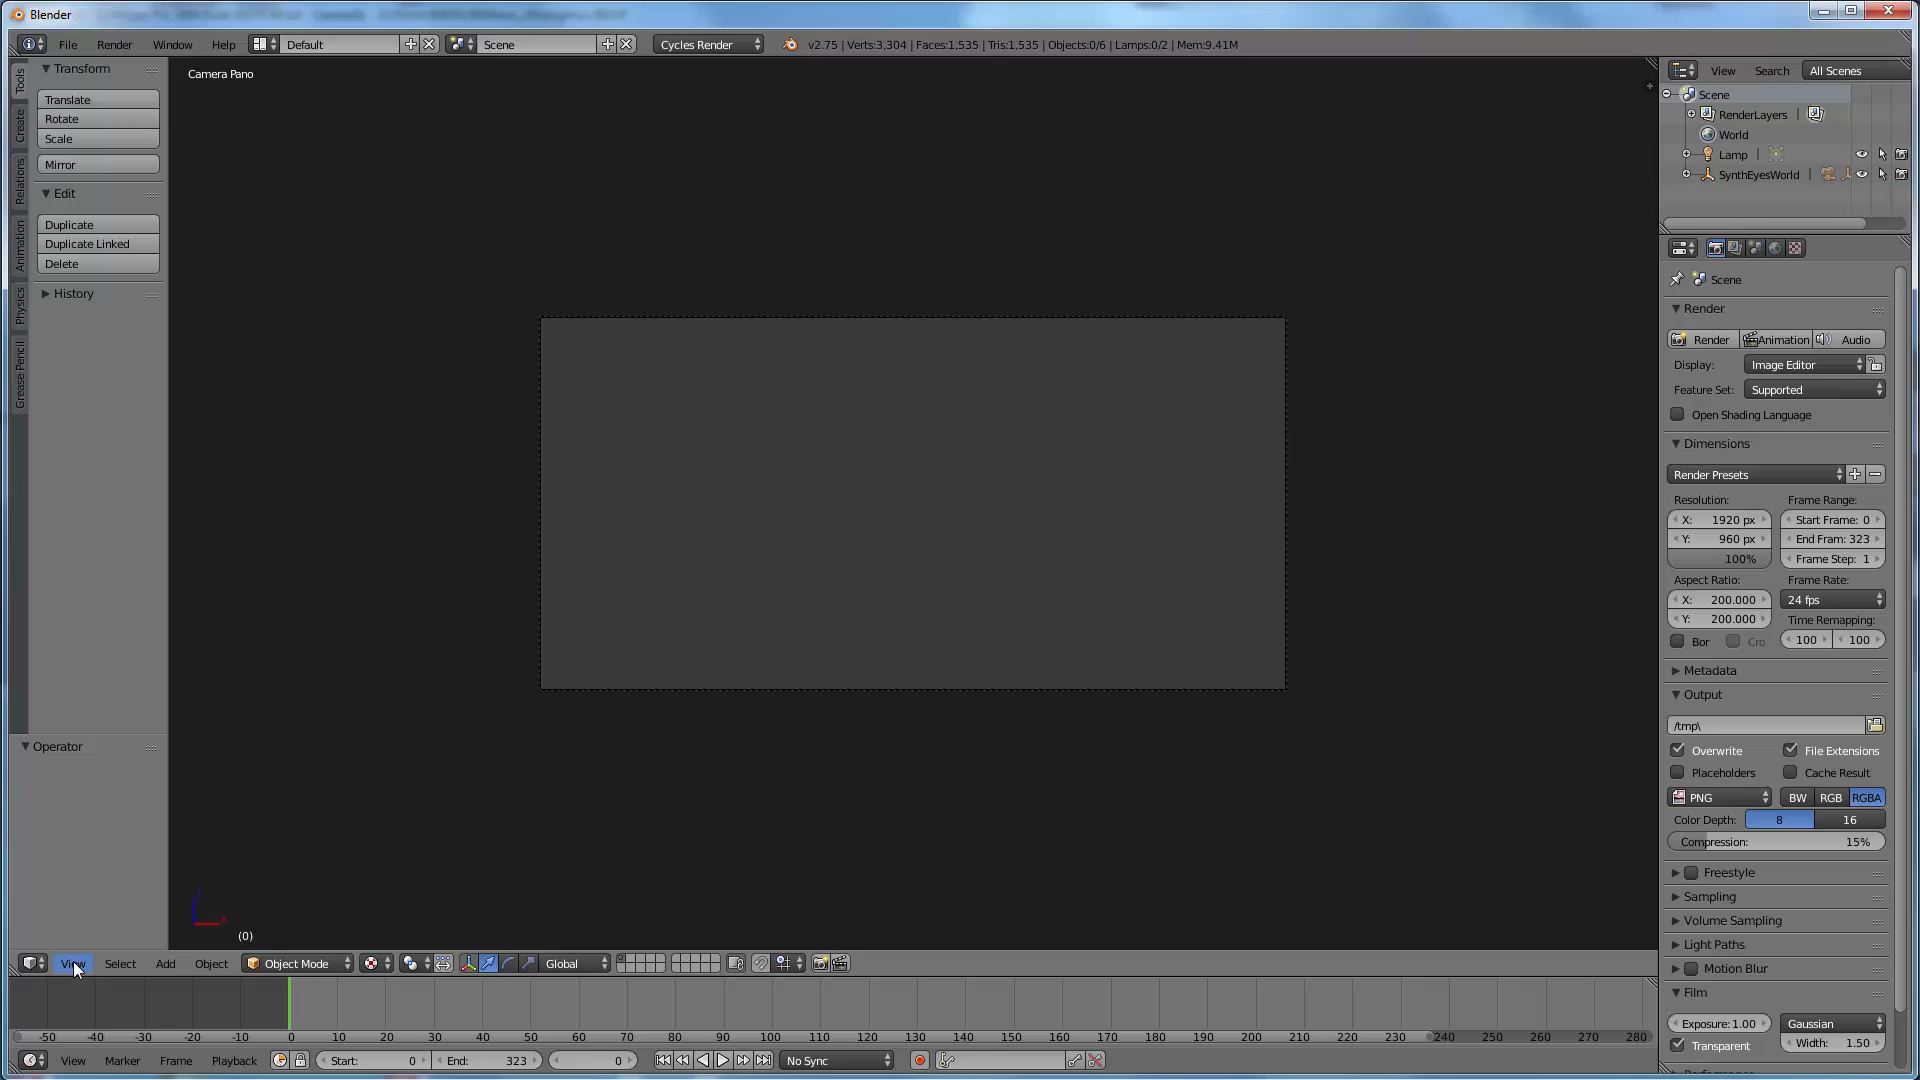 Blender
File
Render
Window
Help
Default
Scene
Cycles Render
v2.75 | Verts:3,304 | Faces:1,535 | Tris:1,535 | Objects:0/6 | Lamps:0/2 | Mem:9.41M
Tools
Create
Relations
Animation
Physics
Grease Pencil
Transform
Translate
Rotate
Scale
Mirror
Edit
Duplicate
Duplicate Linked
Delete
History
Operator
Camera Pano
(0)
View
Search
All Scenes
Scene
RenderLayers
World
Lamp
SynthEyesWorld
Scene
Render
Render
Animation
Audio
Display:
Image Editor
Feature Set:
Supported
Open Shading Language
Dimensions
Render Presets
Resolution:
Frame Range:
X: 1920 px
Start Frame: 0
Y: 960 px
End Fram: 323
100%
Frame Step: 1
Aspect Ratio:
Frame Rate:
X: 200.000
24 fps
Y: 200.000
Time Remapping:
Bor
Cro
100
100
Metadata
Output
/tmp\
Overwrite
File Extensions
Placeholders
Cache Result
PNG
BW
RGB
RGBA
Color Depth:
8
16
Compression: 15%
Freestyle
Sampling
Volume Sampling
Light Paths
Motion Blur
Film
Exposure: 1.00
Gaussian
Transparent
Width: 1.50
View
Select
Add
Object
Object Mode
Global
-50 -40 -30 -20 -10 0 10 20 30 40 50 60 70 80 90 100 110 120 130 140 150 160 170 180 190 200 210 220 230 240 250 260 270 280
View
Marker
Frame
Playback
Start: 0
End: 323
0
No Sync